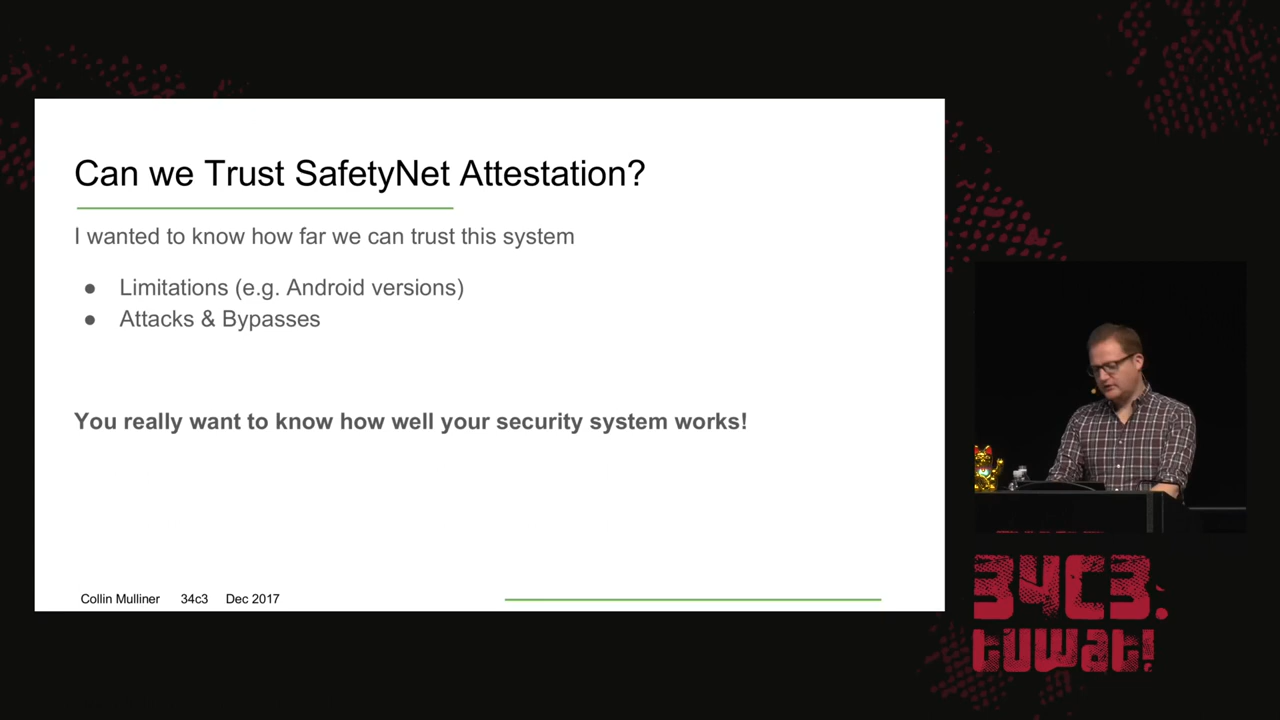 Can we Trust SafetyNet Attestation?
I wanted to know how far we can trust this system
● Limitations (e.g. Android versions)
● Attacks & Bypasses
You really want to know how well your security system works!
Collin Mulliner 34c3 Dec 2017
34C3.
tuwat!